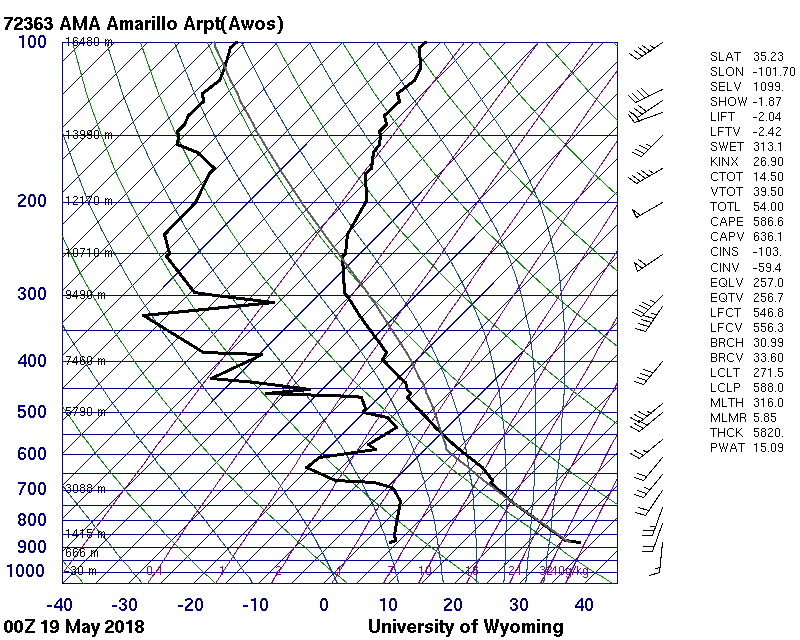 72363 AMA Amarillo Arpt(Awos)
100
16480 m
13980 m
200
12170 m
10710 m
300
9490 m
400
7460 m
500
5790 m
600
700
3088 m
800
1415 m
900
666 m
1000
-30 m
0.4 1 2 4 7 10 16 24 32 40g/kg
-40 -30 -20 -10 0 10 20 30 40
00Z 19 May 2018 University of Wyoming
SLAT 35.23
SLON -101.70
SELV 1099.
SHOW -1.87
LIFT -2.04
LFTV -2.42
SWET 313.1
KINX 26.90
CTOT 14.50
VTOT 39.50
TOTL 54.00
CAPE 586.6
CAPV 636.1
CINS -103.
CINV -59.4
EQLV 257.0
EQTV 256.7
LFCT 546.8
LFCV 556.3
BRCH 30.99
BRCV 33.60
LCLT 271.5
LCLP 588.0
MLTH 316.0
MLMR 5.85
THCK 5820.
PWAT 15.09